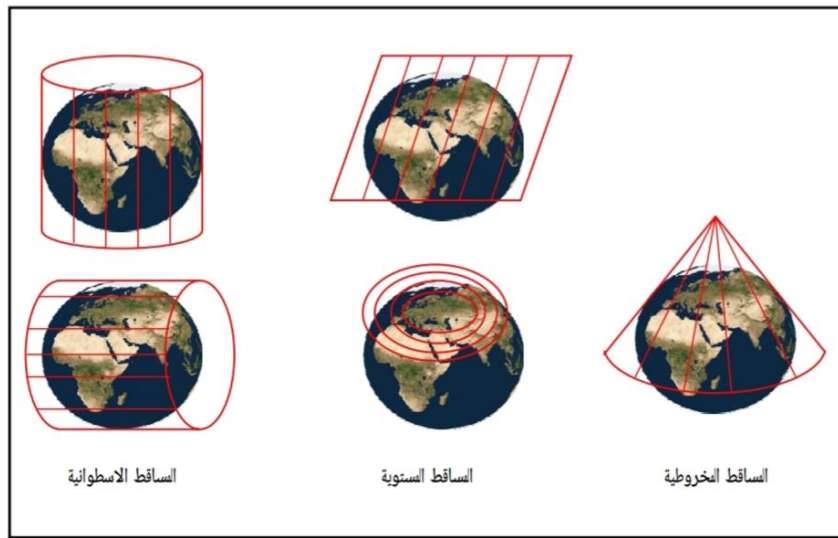 المساقط المخروطية
المساقط المستوية
المساقط الاسطوانية